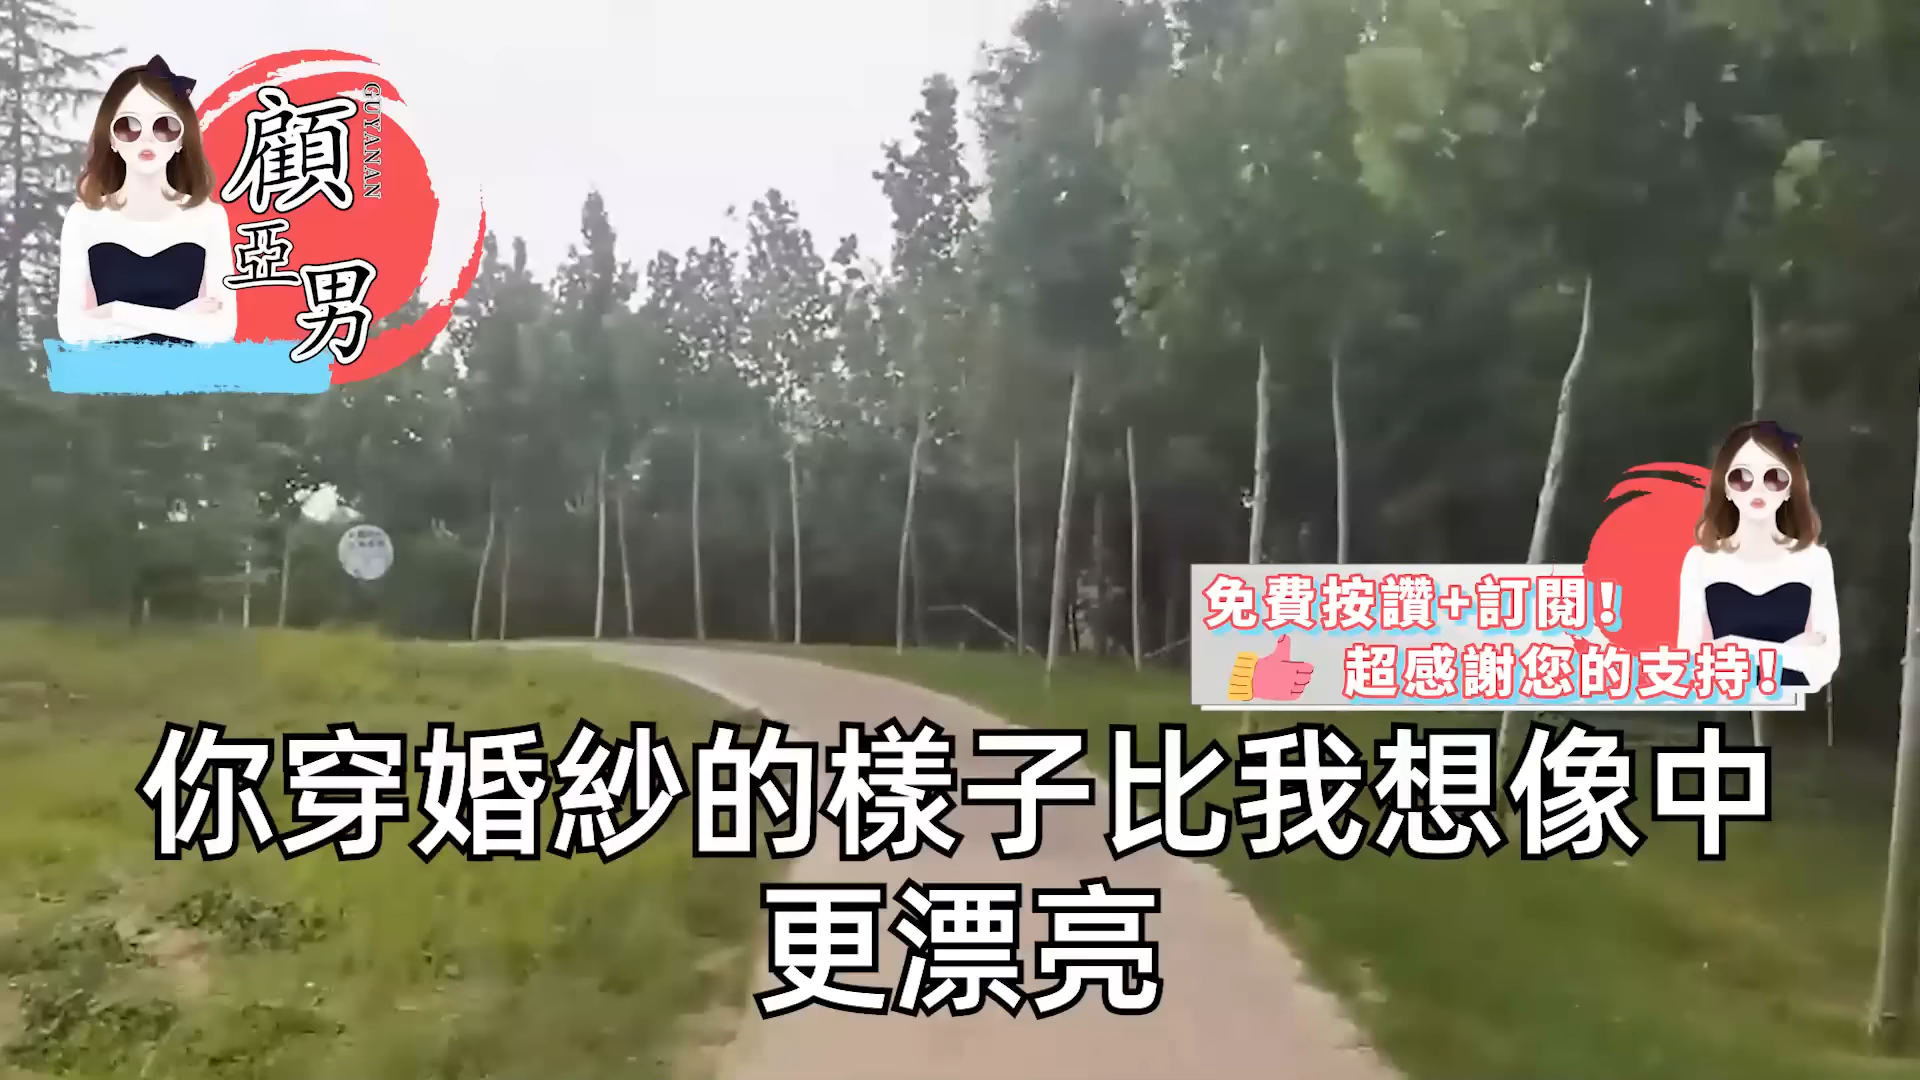 顧亞男
GUYANAN
免費按讚+訂閱！
超感謝您的支持！
你穿婚紗的樣子比我想像中
更漂亮